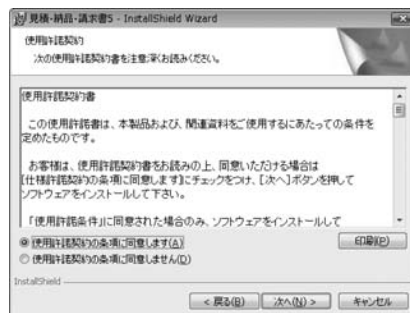 見積・納品・請求書5 - InstallShield Wizard
使用許諾契約
次の使用許諾契約書を注意深くお読みください。
使用許諾契約書
この使用許諾書は、本製品および、関連資料をご使用するにあたっての条件を
定めたものです。
お客様は、使用許諾契約書をお読みの上、同意いただける場合は
[仕様許諾契約の条項に同意します]にチェックをつけ、[次へ]ボタンを押して
ソフトウェアをインストールして下さい。
「使用許諾条件」に同意された場合のみ、ソフトウェアをインストールして
使用許諾契約の条項に同意します(A)
印刷(P)
使用許諾契約の条項に同意しません(D)
InstallShield
< 戻る(B)
次へ(N) >
キャンセル